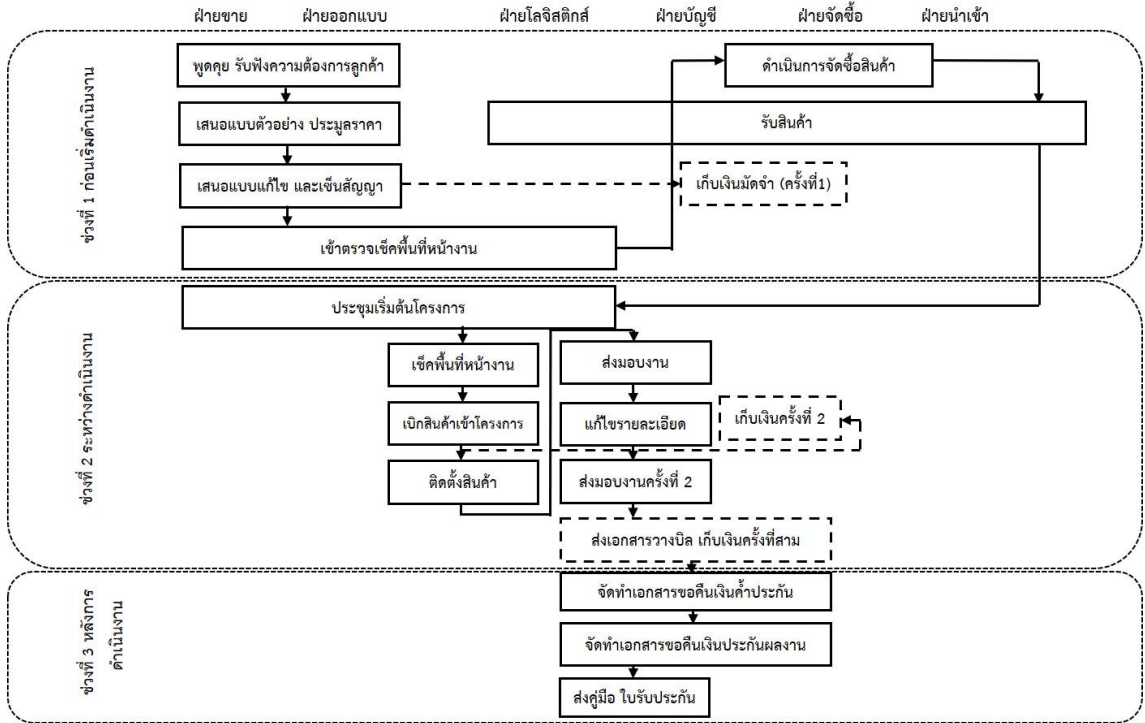 ฝ่ายขาย ฝ่ายออกแบบ ฝ่ายโลจิสติกส์ ฝ่ายบัญชี ฝ่ายจัดซื้อ ฝ่ายนำเข้า
ช่วงที่ 1 ก่อนเริ่มดำเนินงาน
พูดคุย รับฟังความต้องการลูกค้า
ดำเนินการจัดซื้อสินค้า
เสนอแบบตัวอย่าง ประมูลราคา
รับสินค้า
เสนอแบบแก้ไข และเซ็นสัญญา
เก็บเงินมัดจำ (ครั้งที่1)
เข้าตรวจเช็คพื้นที่หน้างาน
ช่วงที่ 2 ระหว่างดำเนินงาน
ประชุมเริ่มต้นโครงการ
เช็คพื้นที่หน้างาน
ส่งมอบงาน
เบิกสินค้าเข้าโครงการ
แก้ไขรายละเอียด
เก็บเงินครั้งที่ 2
ติดตั้งสินค้า
ส่งมอบงานครั้งที่ 2
ส่งเอกสารวางบิล เก็บเงินครั้งที่สาม
ช่วงที่ 3 หลังการ
ดำเนินงาน
จัดทำเอกสารขอคืนเงินค้ำประกัน
จัดทำเอกสารขอคืนเงินประกันผลงาน
ส่งคู่มือ ใบรับประกัน